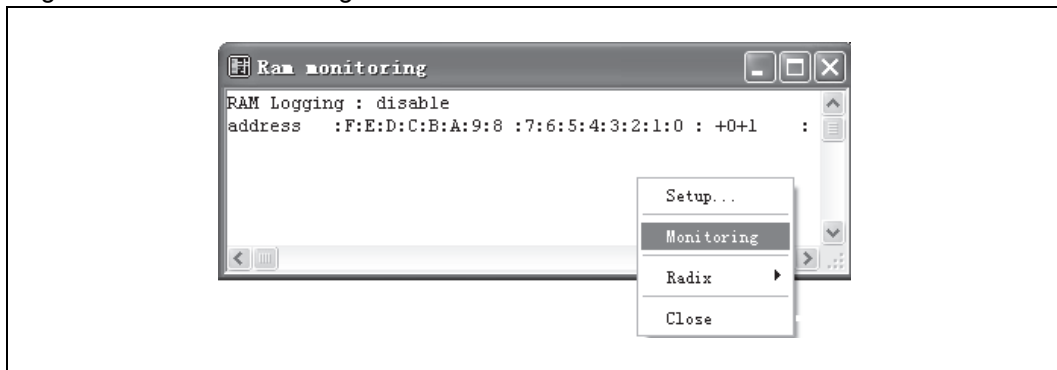 Ram monitoring
RAM Logging : disable
address :F:E:D:C:B:A:9:8 :7:6:5:4:3:2:1:0 : +0+1 :
Setup...
Monitoring
Radix
Close